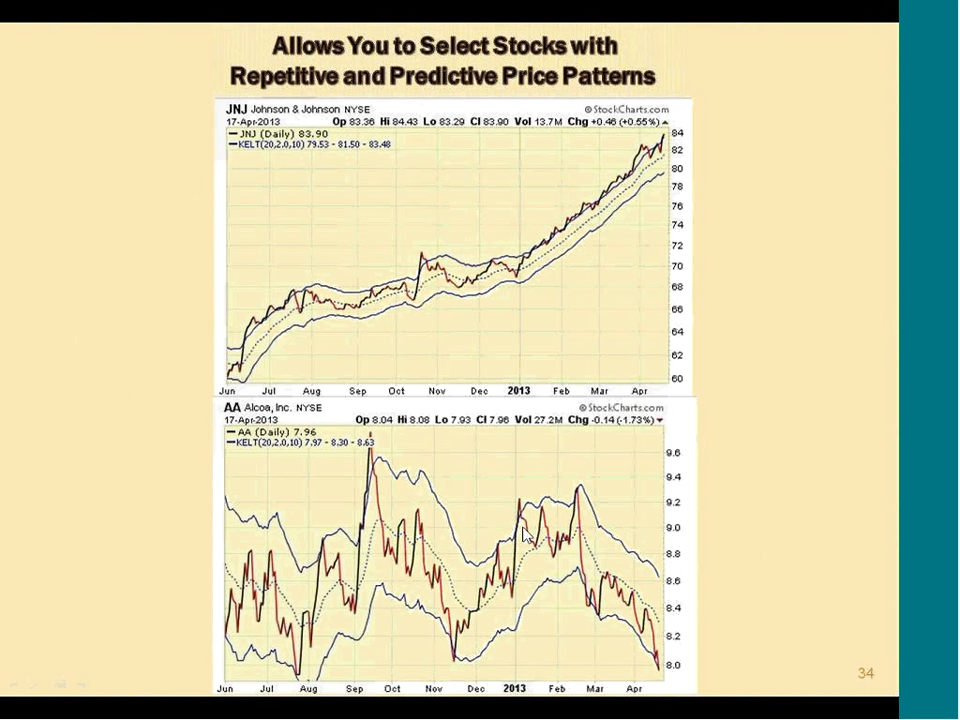 Allows You to Select Stocks with
Repetitive and Predictive Price Patterns
JNJ Johnson & Johnson NYSE
© StockCharts.com
17-Apr-2013
Op 83.36 Hi 84.43 Lo 83.29 Cl 83.90 Vol 13.7M Chg +0.46 (+0.55%)
JNJ (Daily) 83.90
KELT(20,2.0,10) 79.53 - 81.50 - 83.48
84
82
80
78
76
74
72
70
68
66
64
62
60
Jun Jul Aug Sep Oct Nov Dec 2013 Feb Mar Apr
AA Alcoa, Inc. NYSE
© StockCharts.com
17-Apr-2013
Op 8.04 Hi 8.08 Lo 7.93 Cl 7.96 Vol 27.2M Chg -0.14 (-1.73%)
AA (Daily) 7.96
KELT(20,2.0,10) 7.97 - 8.30 - 8.63
9.6
9.4
9.2
9.0
8.8
8.6
8.4
8.2
8.0
Jun Jul Aug Sep Oct Nov Dec 2013 Feb Mar Apr
34